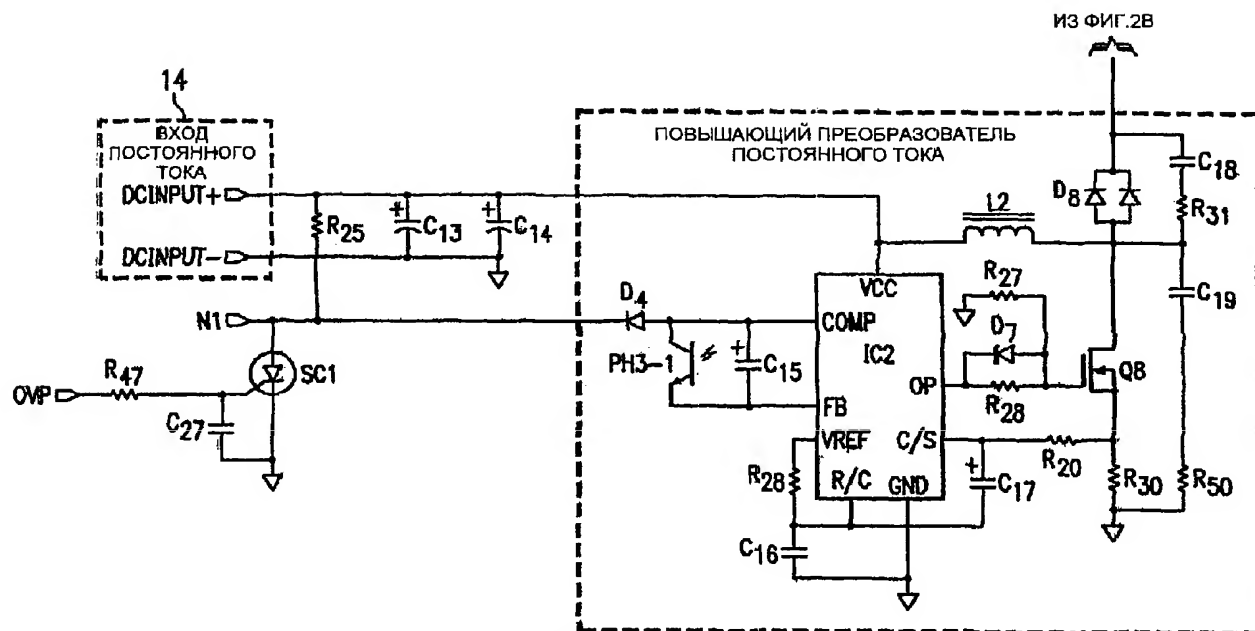 ИЗ ФИГ.2В
14
ВХОД
ПОСТОЯННОГО
ТОКА
DCINPUT+
DCINPUT-
ПОВЫШАЮЩИЙ ПРЕОБРАЗОВАТЕЛЬ
ПОСТОЯННОГО ТОКА
R25
C13
C14
D8
C18
R31
L2
N1
SC1
OVP
R47
C27
D4
PH3-1
C15
VCC
COMP
IC2
OP
FB
VREF
C/S
R/C
GND
R27
D7
R28
Q8
C19
R28
C16
C17
R20
R30
R50